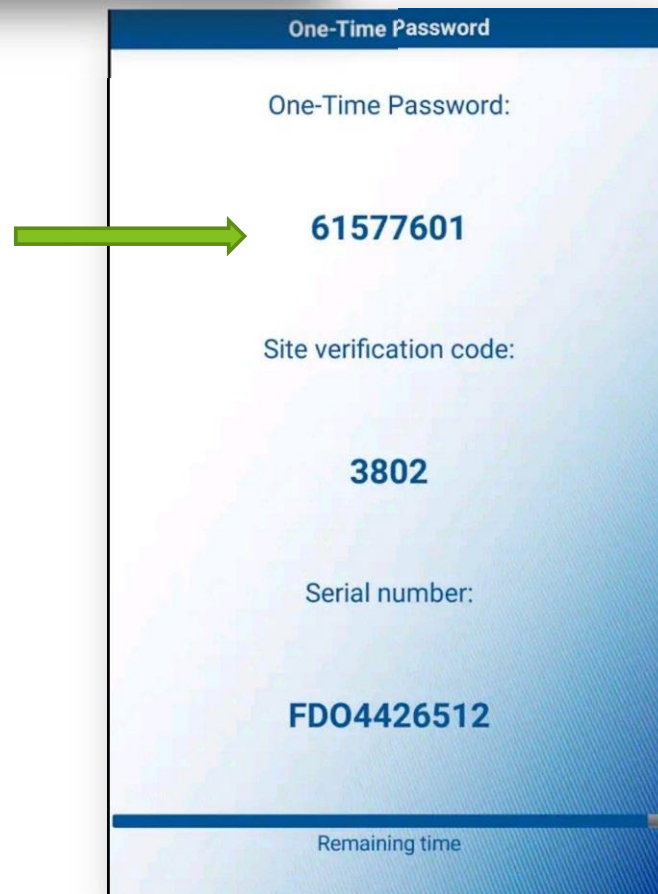 One-Time Password
One-Time Password:
61577601
Site verification code:
3802
Serial number:
FDO4426512
Remaining time